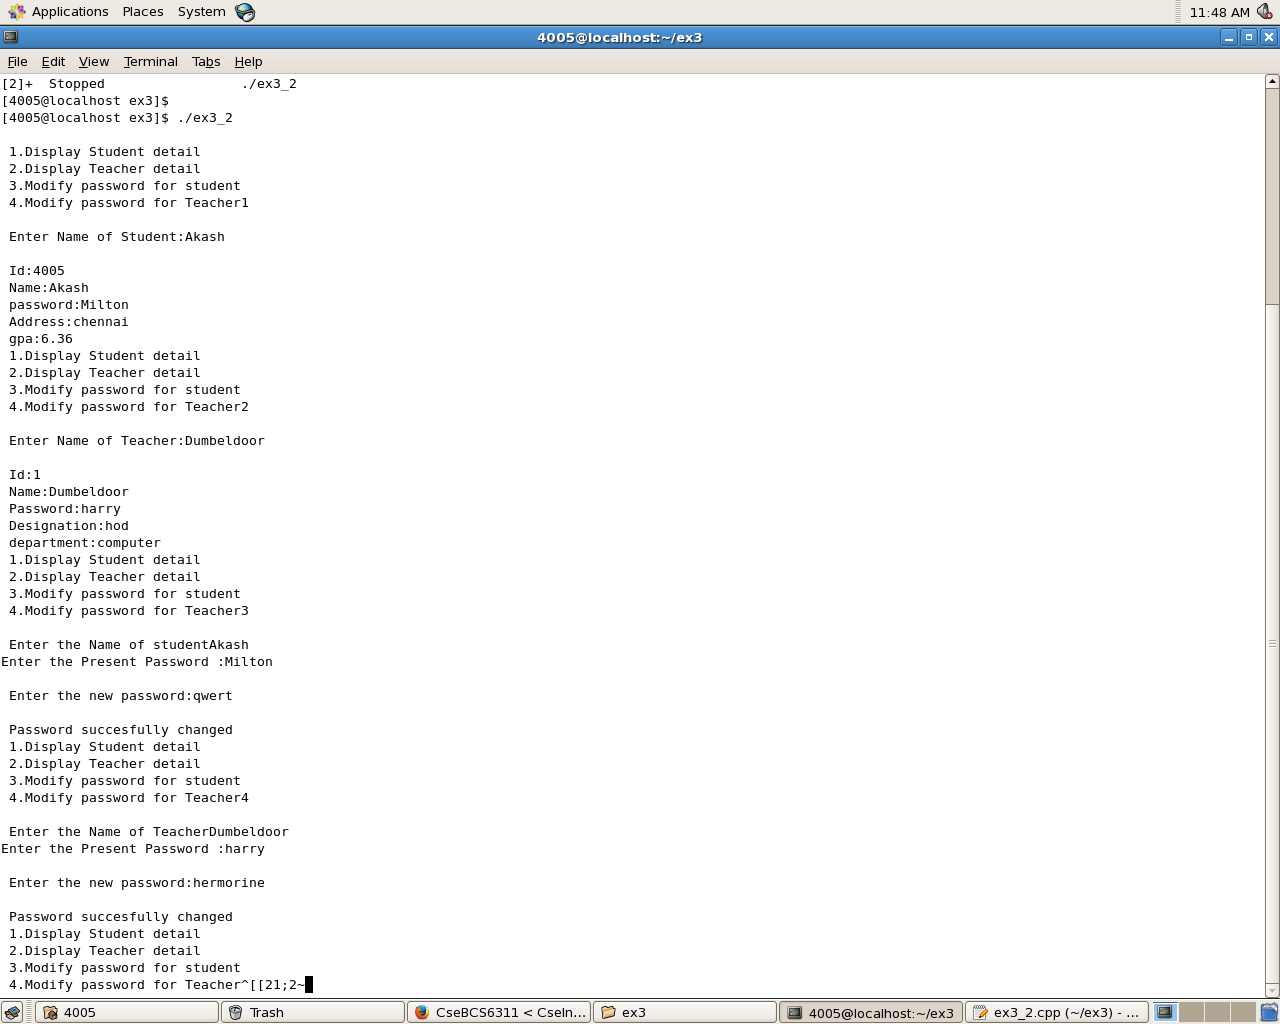 Applications Places System 11:48 AM
4005@localhost:~/ex3
File Edit View Terminal Tabs Help
[2]+  Stopped                 ./ex3_2
[4005@localhost ex3]$
[4005@localhost ex3]$ ./ex3_2
1.Display Student detail
2.Display Teacher detail
3.Modify password for student
4.Modify password for Teacher1
Enter Name of Student:Akash
Id:4005
Name:Akash
password:Milton
Address:chennai
gpa:6.36
1.Display Student detail
2.Display Teacher detail
3.Modify password for student
4.Modify password for Teacher2
Enter Name of Teacher:Dumbeldoor
Id:1
Name:Dumbeldoor
Password:harry
Designation:hod
department:computer
1.Display Student detail
2.Display Teacher detail
3.Modify password for student
4.Modify password for Teacher3
Enter the Name of studentAkash
Enter the Present Password :Milton
Enter the new password:qwert
Password succesfully changed
1.Display Student detail
2.Display Teacher detail
3.Modify password for student
4.Modify password for Teacher4
Enter the Name of TeacherDumbeldoor
Enter the Present Password :harry
Enter the new password:hermorine
Password succesfully changed
1.Display Student detail
2.Display Teacher detail
3.Modify password for student
4.Modify password for Teacher^[[21;2~
4005 Trash CseBCS6311 < CseIn... ex3 4005@localhost:~/ex3 ex3_2.cpp (~/ex3) - ...